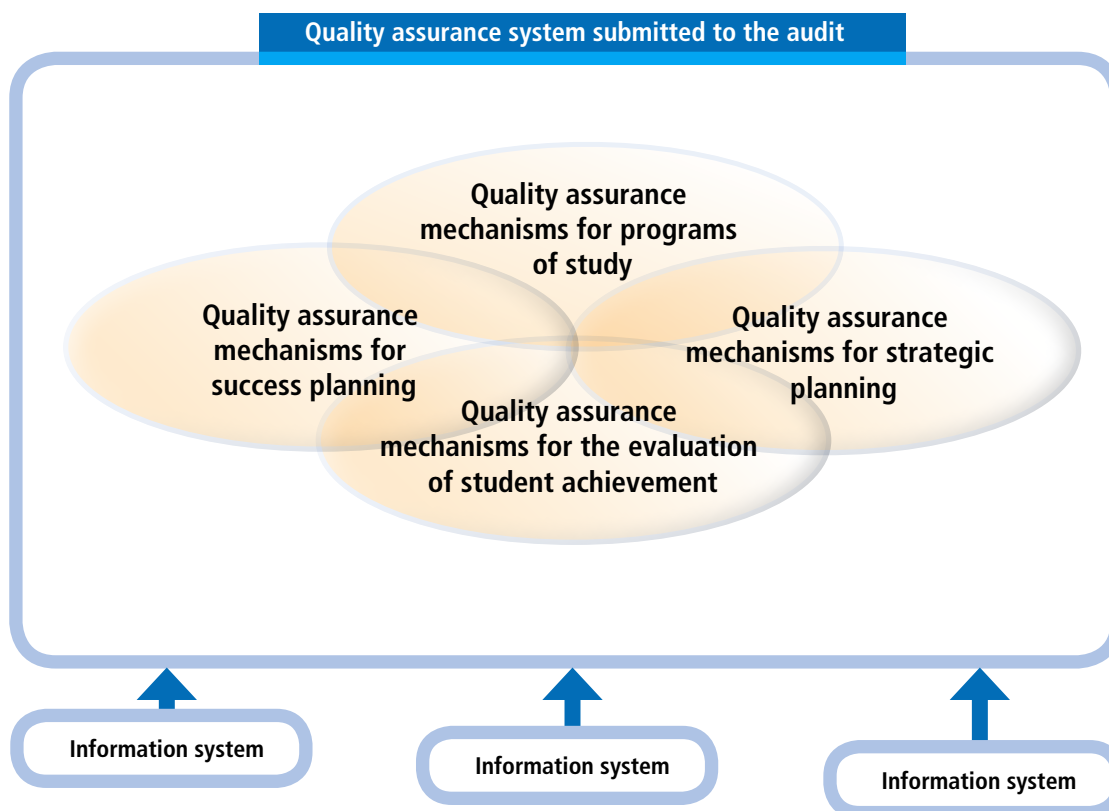 Quality assurance system submitted to the audit
Quality assurance
mechanisms for programs
of study
Quality assurance
mechanisms for
success planning
Quality assurance
mechanisms for strategic
planning
Quality assurance
mechanisms for the evaluation
of student achievement
Information system
Information system
Information system